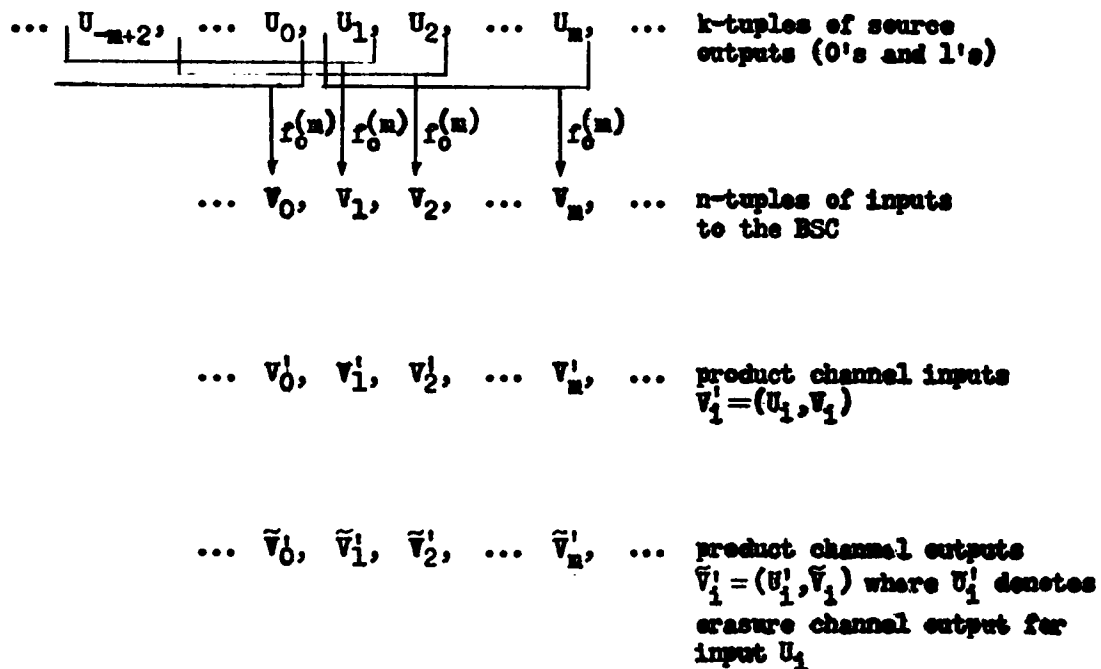 ... U_{-m+2}, ... U_0, U_1, U_2, ... U_m, ... k-tuples of source
outputs (0's and 1's)
f_0^{(m)} f_0^{(m)} f_0^{(m)} f_0^{(m)}
... V_0, V_1, V_2, ... V_m, ... n-tuples of inputs
to the BSC
... V'_0, V'_1, V'_2, ... V'_m, ... product channel inputs
V'_i=(U_i,V_i)
... Ṽ'_0, Ṽ'_1, Ṽ'_2, ... Ṽ'_m, ... product channel outputs
Ṽ'_i=(U'_i,Ṽ_i) where U'_i denotes
erasure channel output for
input U_i